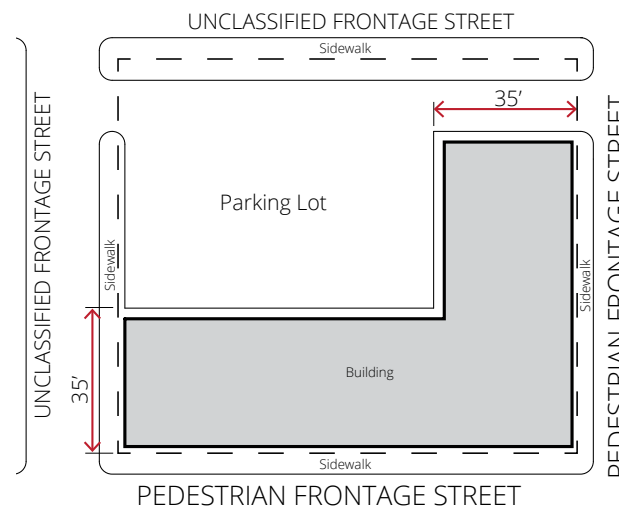 UNCLASSIFIED FRONTAGE STREET
Sidewalk
35’
UNCLASSIFIED FRONTAGE STREET
PEDESTRIAN FRONTAGE STREET
Parking Lot
Sidewalk
Sidewalk
35’
Building
Sidewalk
PEDESTRIAN FRONTAGE STREET